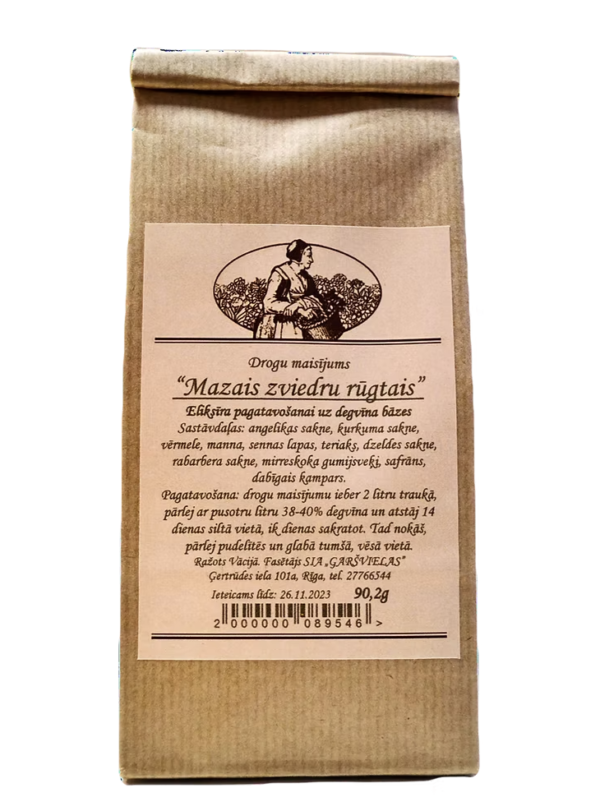 Drogu maisījums
“Mazais zviedru rūgtais”
Eliksīra pagatavošanai uz degvīna bāzes
Sastāvdaļas: angelikas sakne, kurkuma sakne,
vērmele, manna, sennas lapas, teriaks, dzeldes sakne,
rabarbera sakne, mirreskoka gumijsveķi, safrāns,
dabīgais kampars.
Pagatavošana: drogu maisījumu ieber 2 litru traukā,
pārlej ar pusotru litru 38-40% degvīna un atstāj 14
dienas siltā vietā, ik dienas sakratot. Tad nokāš,
pārlej pudelītēs un glabā tumšā, vēsā vietā.
Ražots Vācijā. Fasētājs SIA „GARŠVIELAS”
Ģertrūdes iela 101a, Rīga, tel. 27766544
Ieteicams līdz: 26.11.2023 90,2g
2 000000 089546 >